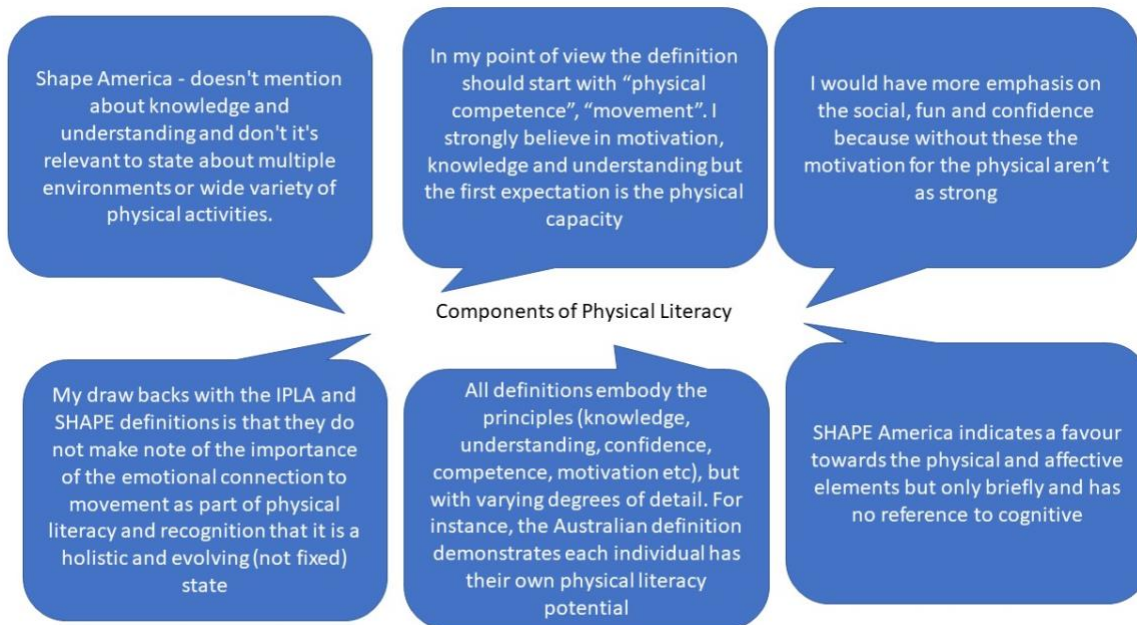 Shape America - doesn't mention
about knowledge and
understanding and don't it's
relevant to state about multiple
environments or wide variety of
physical activities.
In my point of view the definition
should start with “physical
competence”, “movement”. I
strongly believe in motivation,
knowledge and understanding but
the first expectation is the physical
capacity
I would have more emphasis on
the social, fun and confidence
because without these the
motivation for the physical aren’t
as strong
Components of Physical Literacy
My draw backs with the IPLA and
SHAPE definitions is that they do
not make note of the importance
of the emotional connection to
movement as part of physical
literacy and recognition that it is a
holistic and evolving (not fixed)
state
All definitions embody the
principles (knowledge,
understanding, confidence,
competence, motivation etc), but
with varying degrees of detail. For
instance, the Australian definition
demonstrates each individual has
their own physical literacy
potential
SHAPE America indicates a favour
towards the physical and affective
elements but only briefly and has
no reference to cognitive